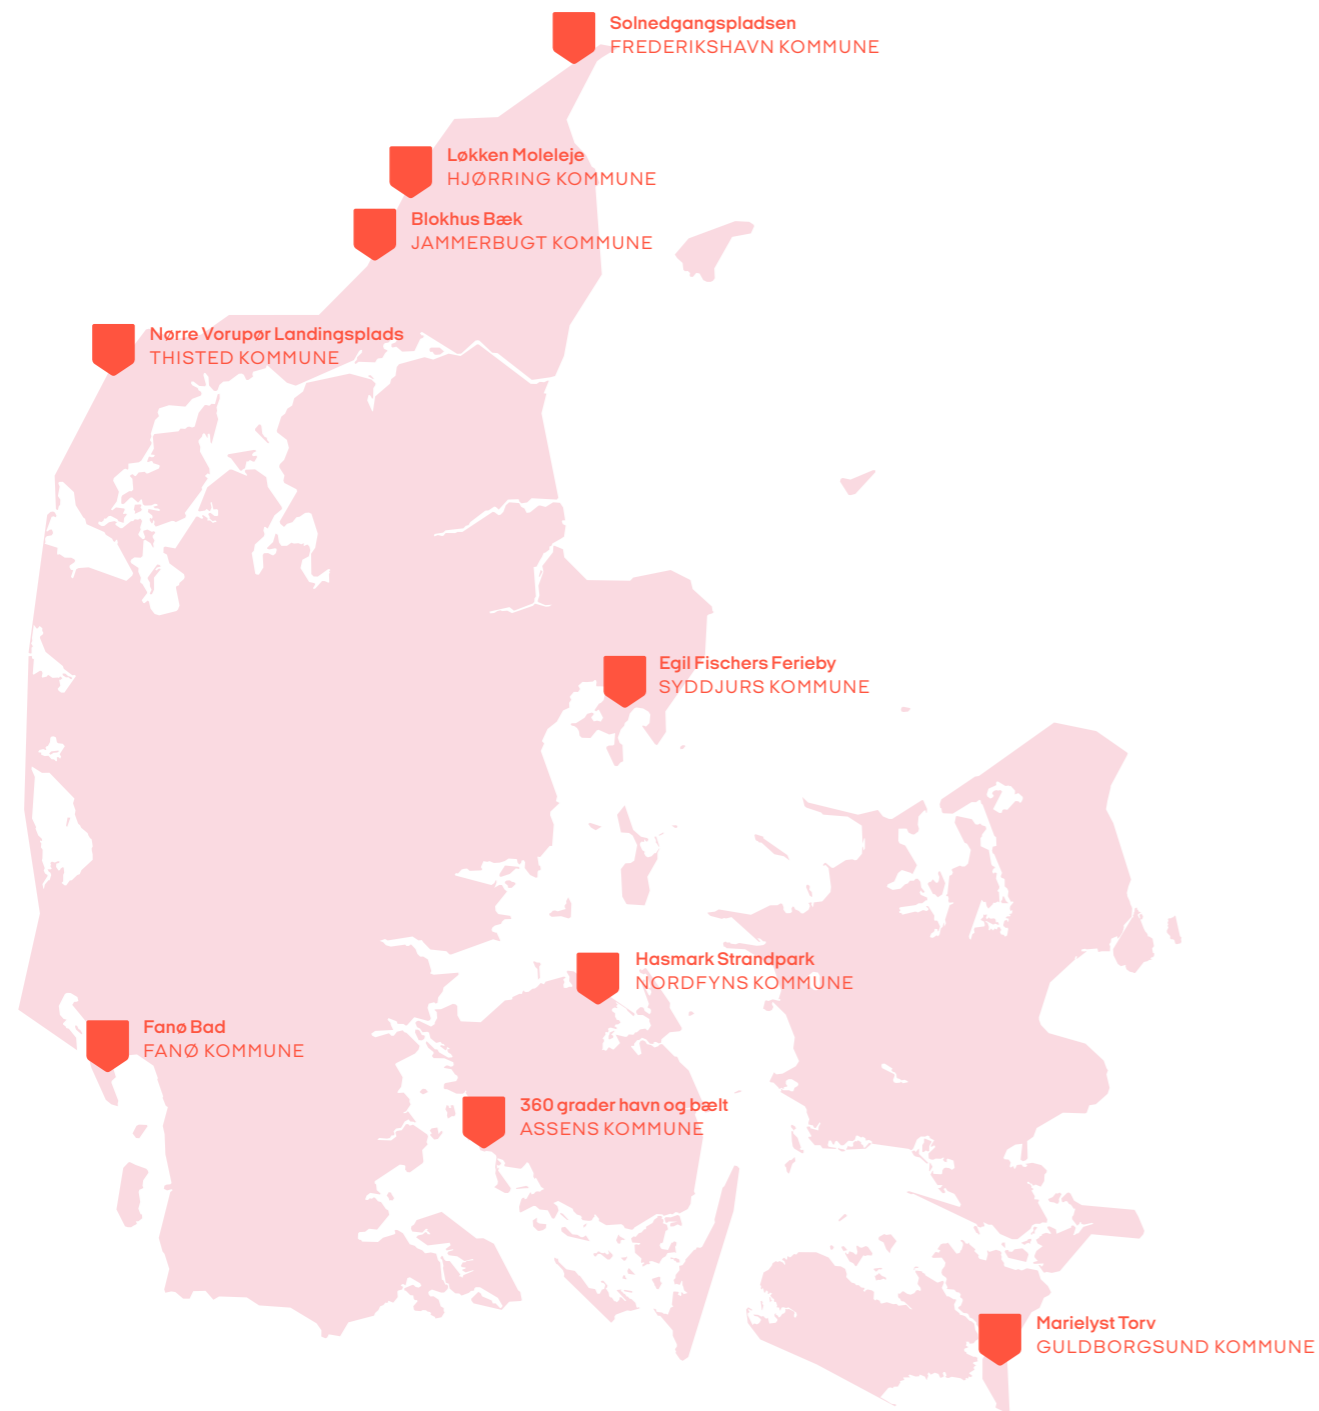 Solnedgangspladsen
FREDERIKSHAVN KOMMUNE
Løkken Moleleje
HJØRRING KOMMUNE
Blokhus Bæk
JAMMERBUGT KOMMUNE
Nørre Vorupør Landingsplads
THISTED KOMMUNE
Egil Fischers Ferieby
SYDDJURS KOMMUNE
Hasmark Strandpark
NORDFYNS KOMMUNE
Fanø Bad
FANØ KOMMUNE
360 grader havn og bælt
ASSENS KOMMUNE
Marielyst Torv
GULDBORGSUND KOMMUNE